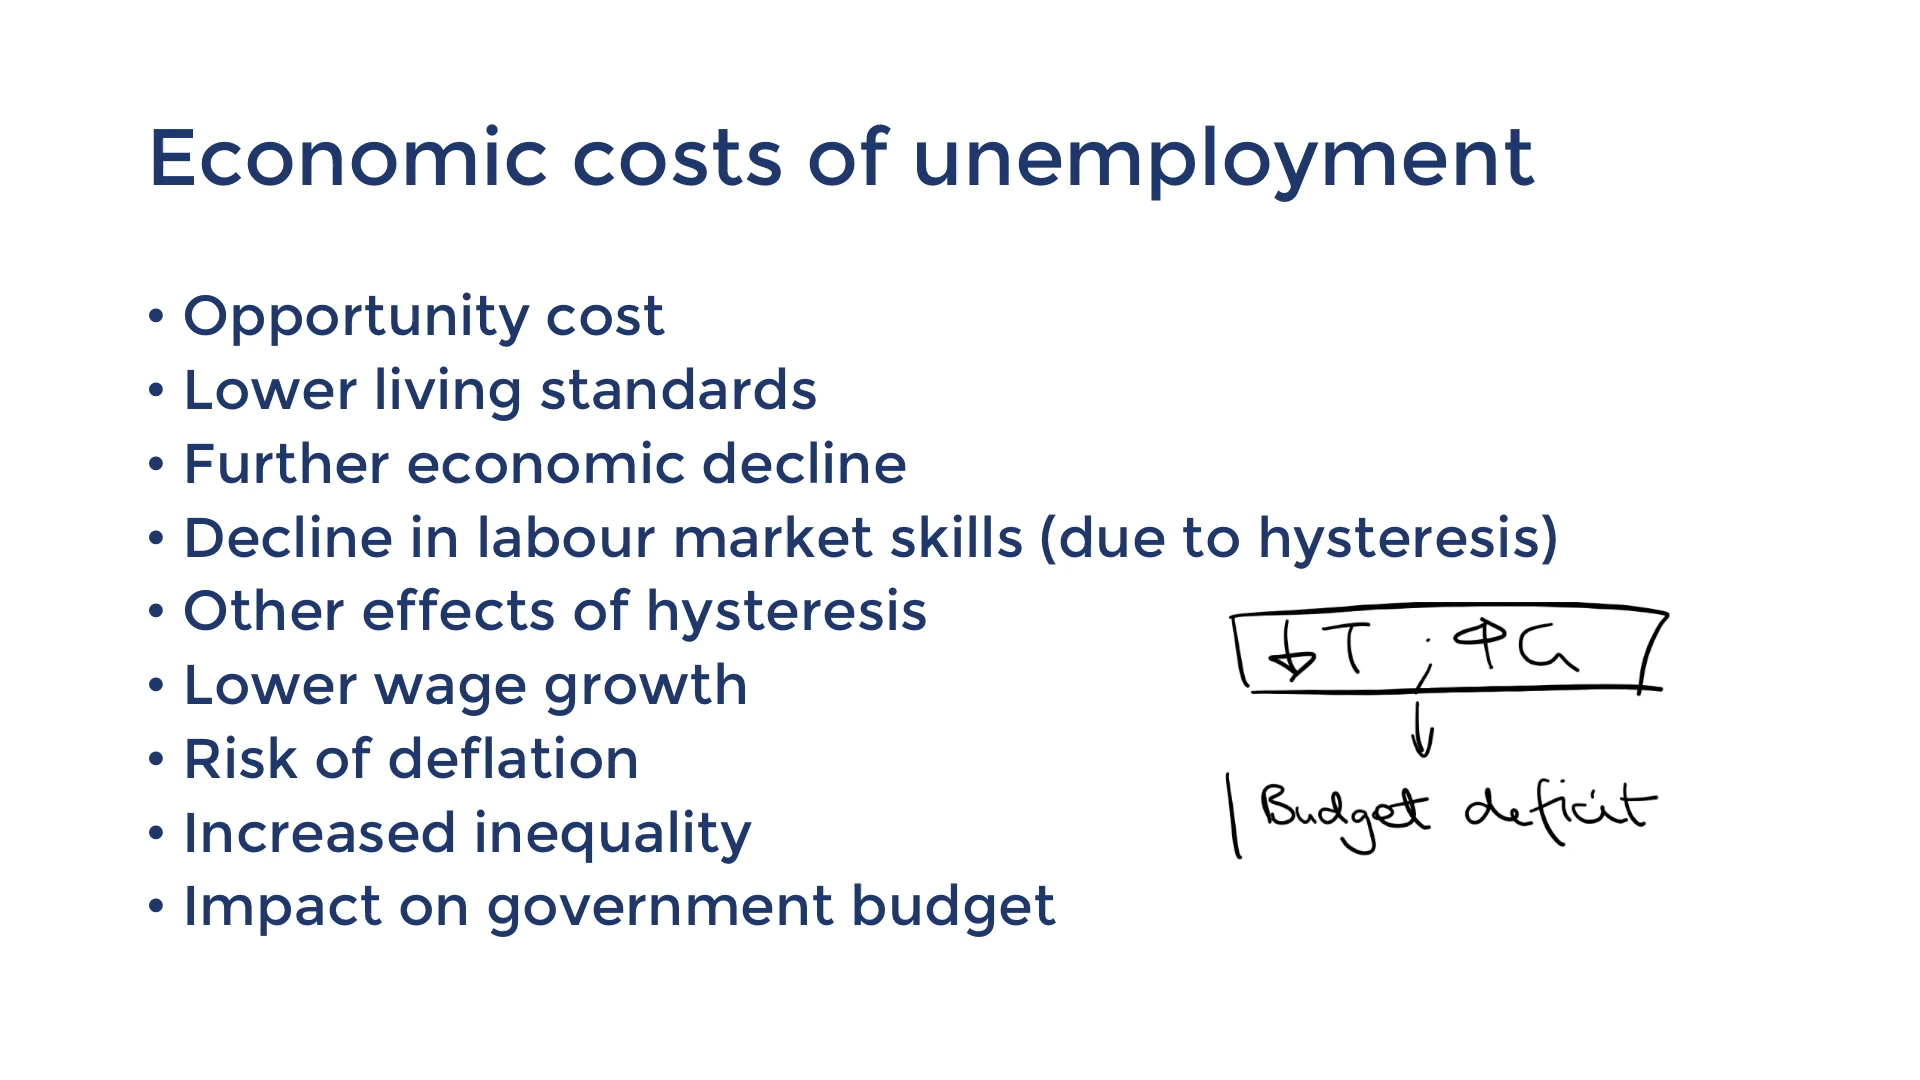 Economic costs of unemployment
• Opportunity cost
• Lower living standards
• Further economic decline
• Decline in labour market skills (due to hysteresis)
• Other effects of hysteresis
• Lower wage growth
• Risk of deflation
• Increased inequality
• Impact on government budget
↓T ; ↑G
↓
Budget deficit